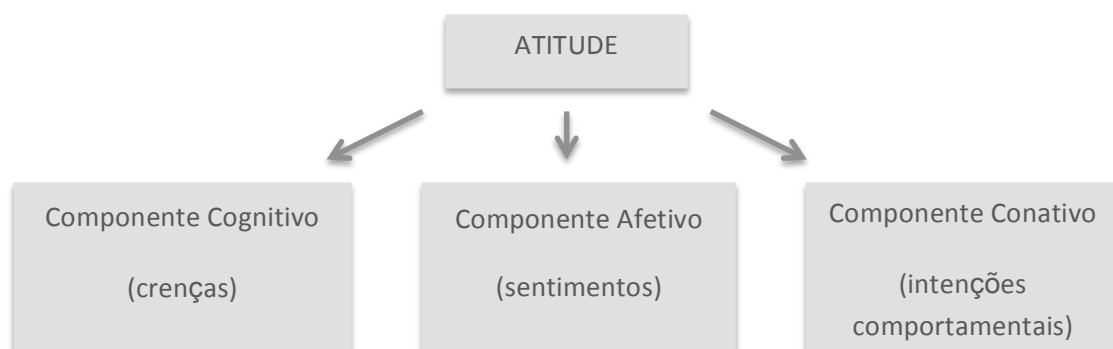 ATITUDE
Componente Cognitivo
(crenças)
Componente Afetivo
(sentimentos)
Componente Conativo
(intenções
comportamentais)